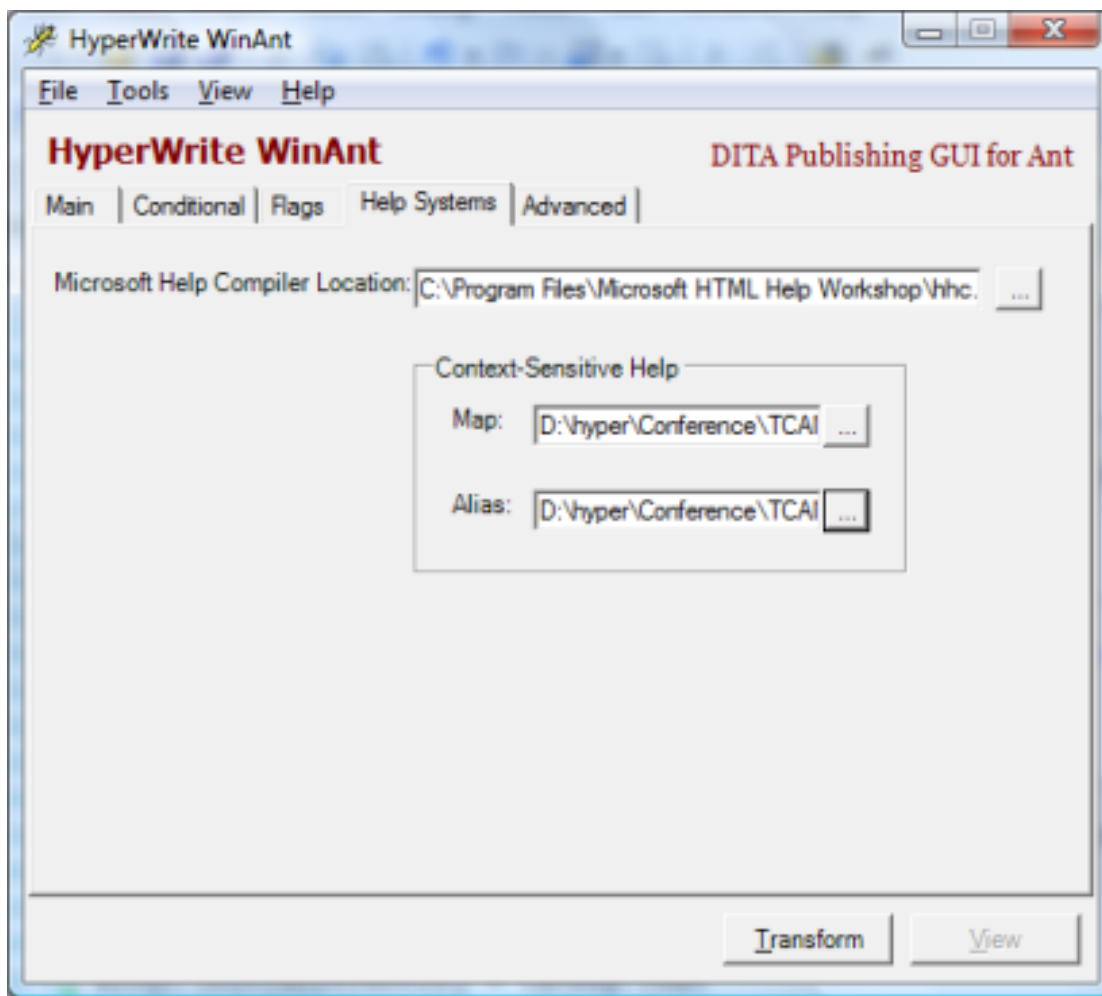 HyperWrite WinAnt
File Tools View Help
HyperWrite WinAnt DITA Publishing GUI for Ant
Main Conditional Flags Help Systems Advanced
Microsoft Help Compiler Location: C:\Program Files\Microsoft HTML Help Workshop\hhc. ...
Context-Sensitive Help
Map: D:\hyper\Conference\TCAI ...
Alias: D:\hyper\Conference\TCAI ...
Transform View